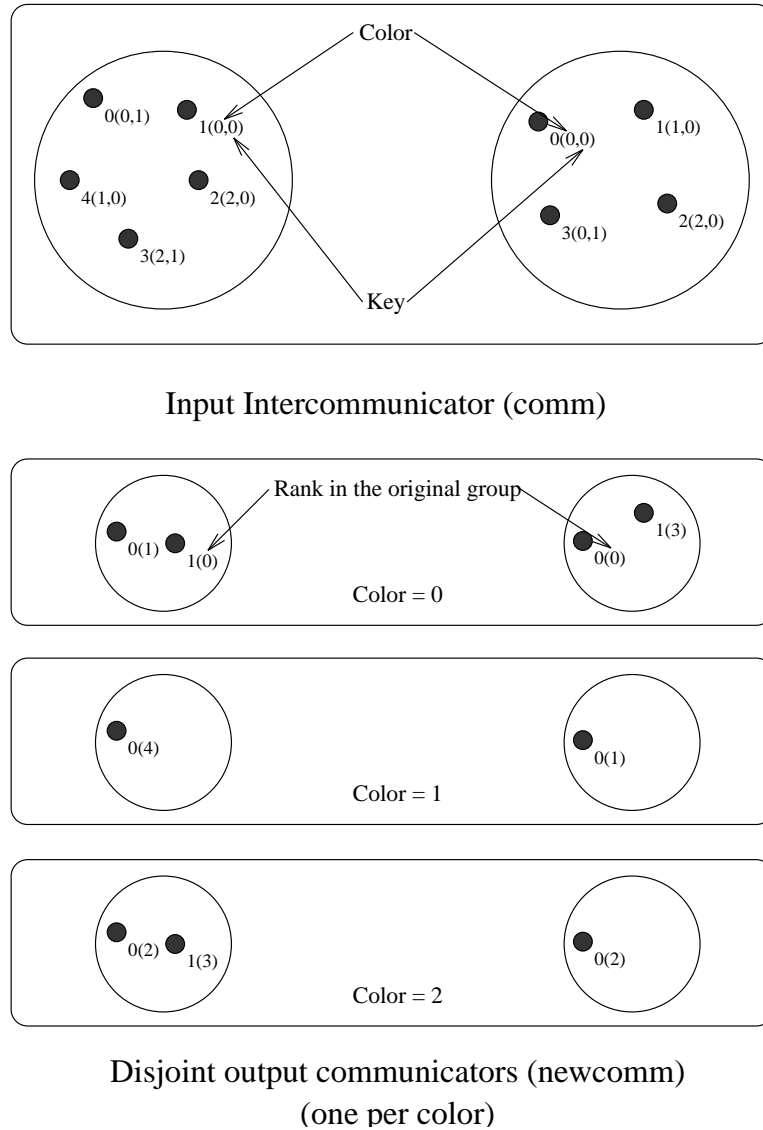 Color
0(0,1)
1(0,0)
0(0,0)
1(1,0)
4(1,0)
2(2,0)
3(0,1)
2(2,0)
3(2,1)
Key
Input Intercommunicator (comm)
Rank in the original group
0(1)
1(0)
0(0)
1(3)
Color = 0
0(4)
0(1)
Color = 1
0(2)
1(3)
0(2)
Color = 2
Disjoint output communicators (newcomm)
(one per color)